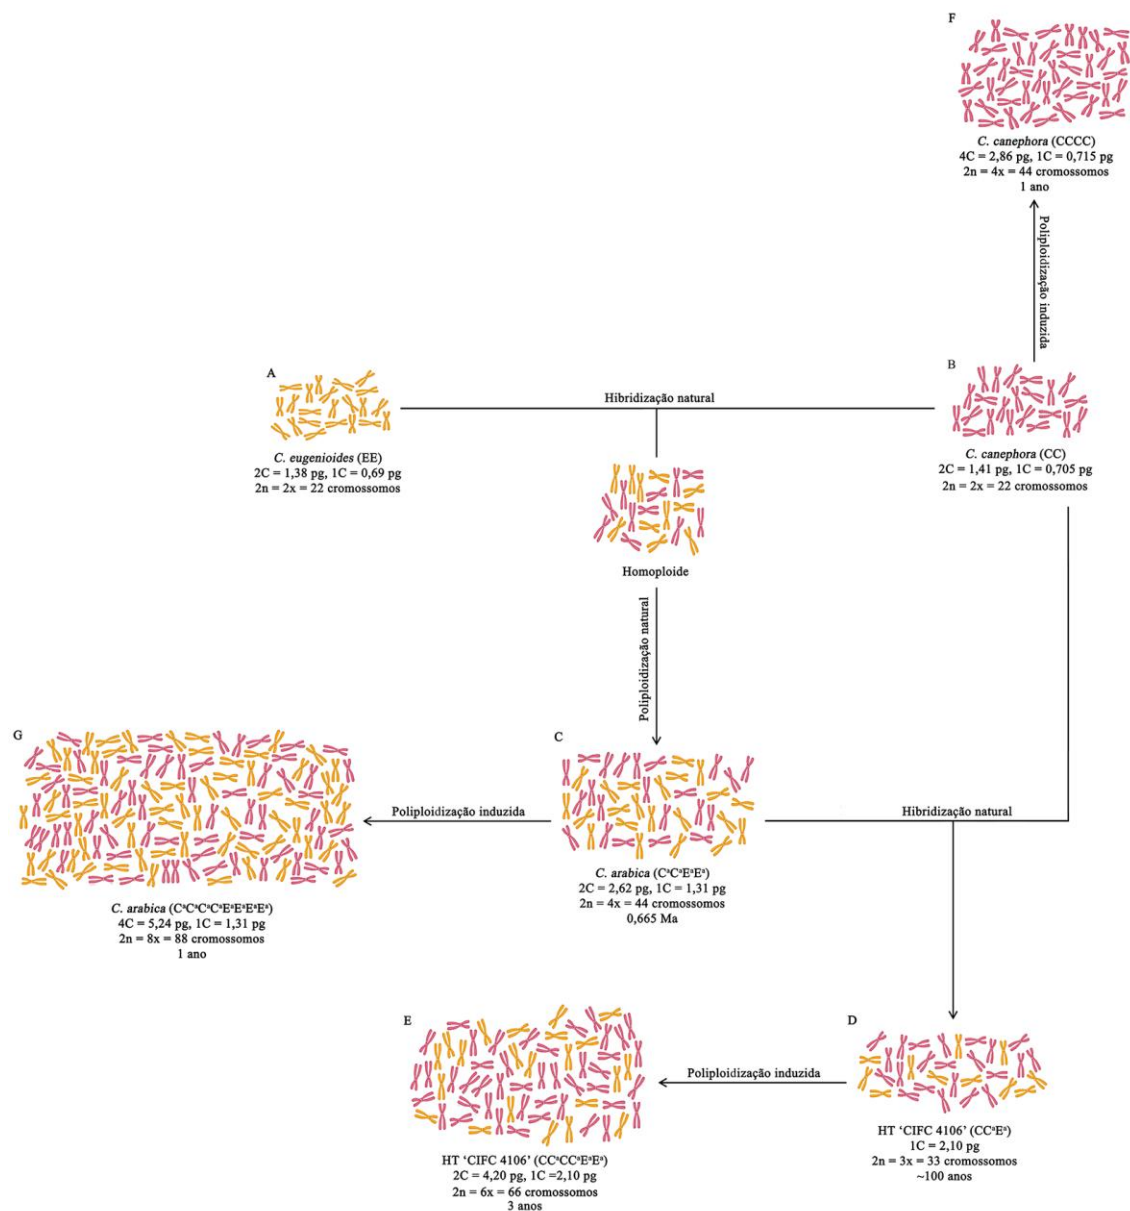 F
C. canephora (CCCC)
4C = 2,86 pg, 1C = 0,715 pg
2n = 4x = 44 cromossomos
1 ano
Poliploidização induzida
A
C. eugenioides (EE)
2C = 1,38 pg, 1C = 0,69 pg
2n = 2x = 22 cromossomos
Hibridização natural
B
C. canephora (CC)
2C = 1,41 pg, 1C = 0,705 pg
2n = 2x = 22 cromossomos
Homoploide
Poliploidização natural
G
C. arabica (CᵃCᵃCᵃCᵃEᵃEᵃEᵃEᵃ)
4C = 5,24 pg, 1C = 1,31 pg
2n = 8x = 88 cromossomos
1 ano
Poliploidização induzida
C
C. arabica (CᵃCᵃEᵃEᵃ)
2C = 2,62 pg, 1C = 1,31 pg
2n = 4x = 44 cromossomos
0,665 Ma
Hibridização natural
E
HT ‘CIFC 4106’ (CCᵃCCᵃEᵃEᵃ)
2C = 4,20 pg, 1C =2,10 pg
2n = 6x = 66 cromossomos
3 anos
Poliploidização induzida
D
HT ‘CIFC 4106’ (CCᵃEᵃ)
1C = 2,10 pg
2n = 3x = 33 cromossomos
~100 anos